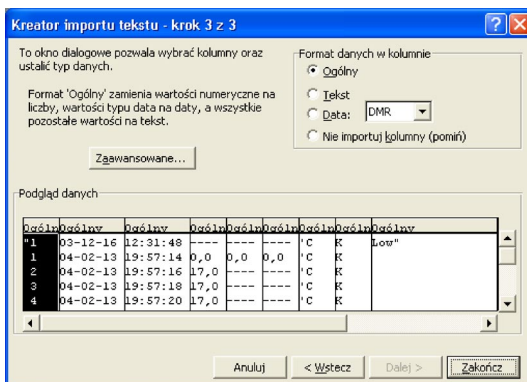 Kreator importu tekstu - krok 3 z 3
To okno dialogowe pozwala wybrać kolumny oraz
ustalić typ danych.
Format 'Ogólny' zamienia wartości numeryczne na
liczby, wartości typu data na daty, a wszystkie
pozostałe wartości na tekst.
Zaawansowane...
Format danych w kolumnie
Ogólny
Tekst
Data: DMR
Nie importuj kolumny (pomiń)
Podgląd danych
Ogóln Ogólny Ogólny Ogóln Ogóln Ogóln Ogóln Ogóln Ogólny
"1 03-12-16 12:31:48 ---- ---- ---- 'C K Low"
1 04-02-13 19:57:14 0,0 0,0 0,0 'C K
2 04-02-13 19:57:16 17,0 ---- ---- 'C K
3 04-02-13 19:57:18 17,0 ---- ---- 'C K
4 04-02-13 19:57:20 17,0 ---- ---- 'C K
Anuluj < Wstecz Dalej > Zakończ